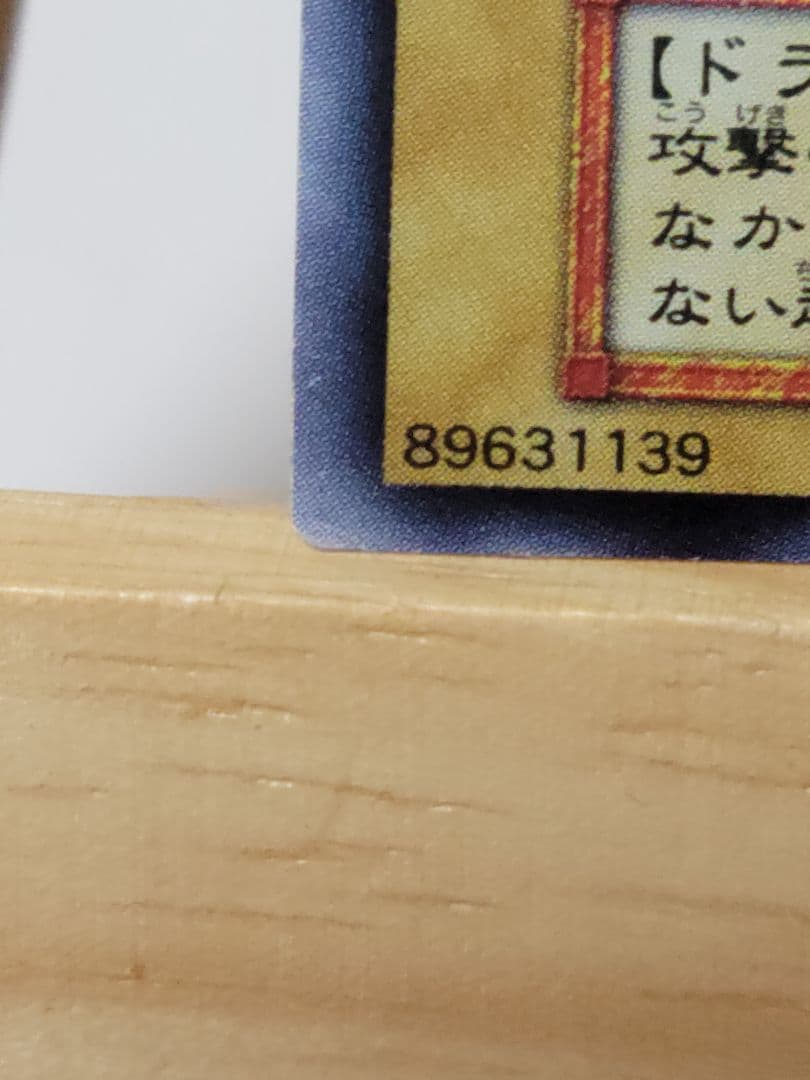 【ドラ
こう げき
攻撃
なか
ない
89631139